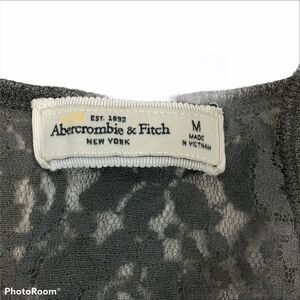 EST. 1892
Abercrombie & Fitch
NEW YORK
M
MADE
IN VIETNAM
PhotoRoom